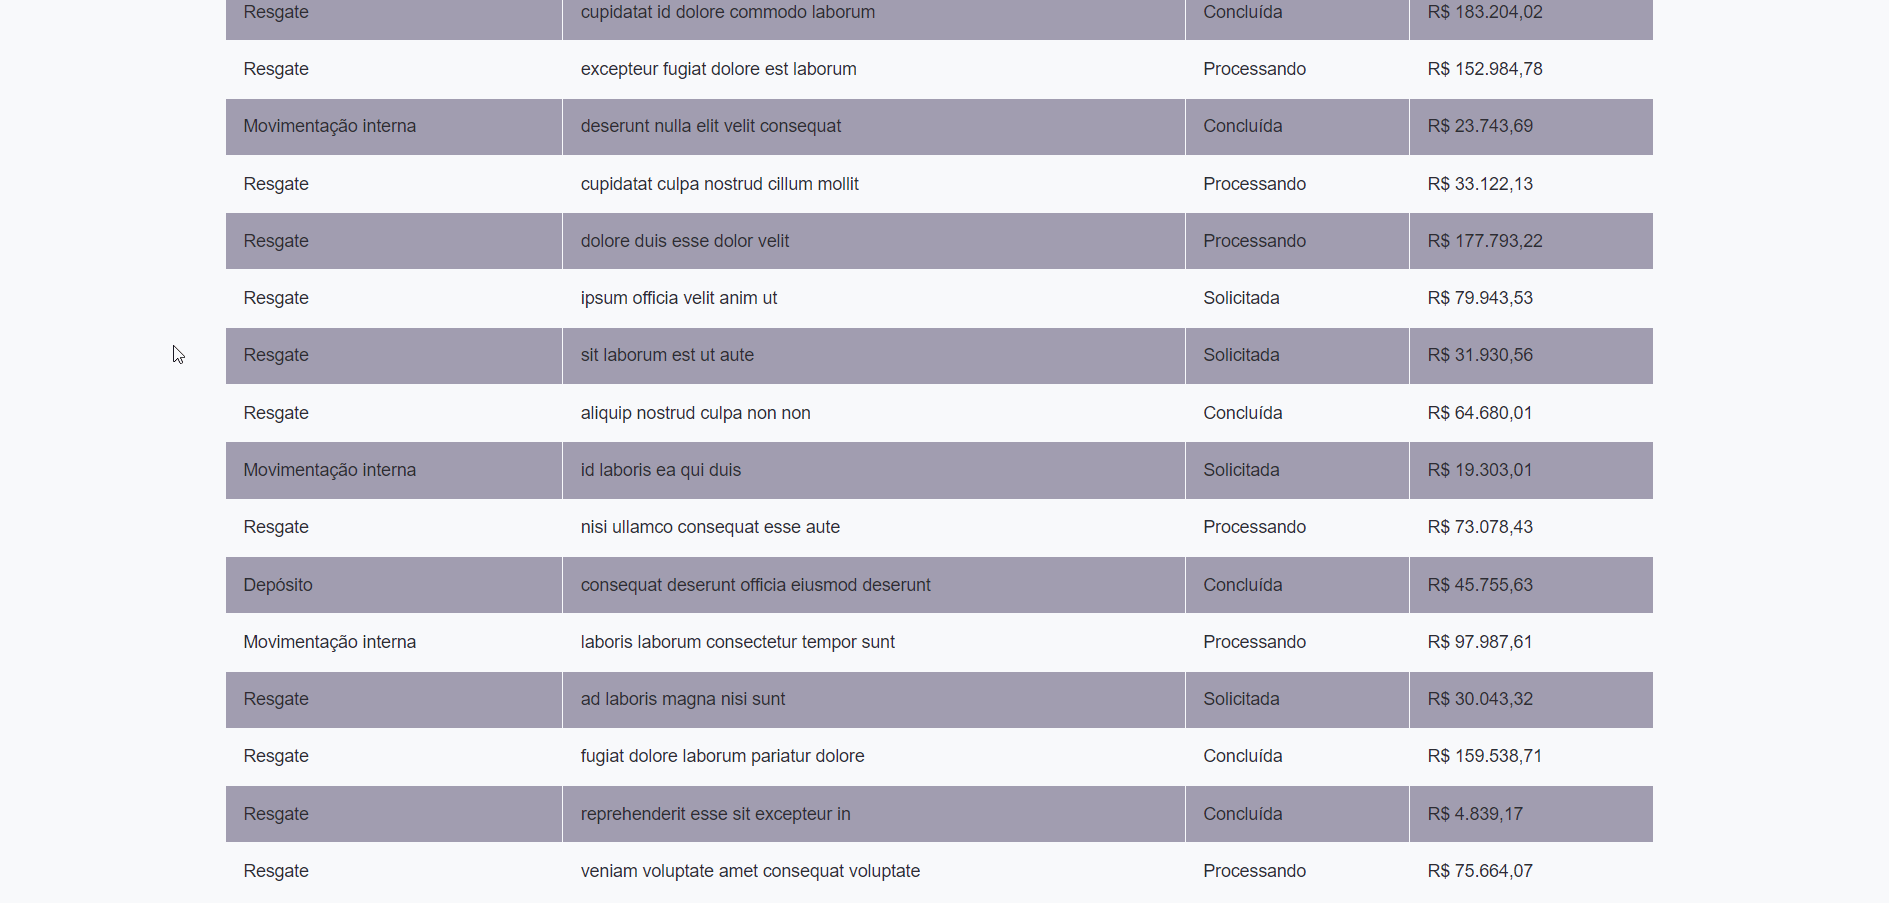 Resgate cupidatat id dolore commodo laborum Concluída R$ 183.204,02
Resgate excepteur fugiat dolore est laborum Processando R$ 152.984,78
Movimentação interna deserunt nulla elit velit consequat Concluída R$ 23.743,69
Resgate cupidatat culpa nostrud cillum mollit Processando R$ 33.122,13
Resgate dolore duis esse dolor velit Processando R$ 177.793,22
Resgate ipsum officia velit anim ut Solicitada R$ 79.943,53
Resgate sit laborum est ut aute Solicitada R$ 31.930,56
Resgate aliquip nostrud culpa non non Concluída R$ 64.680,01
Movimentação interna id laboris ea qui duis Solicitada R$ 19.303,01
Resgate nisi ullamco consequat esse aute Processando R$ 73.078,43
Depósito consequat deserunt officia eiusmod deserunt Concluída R$ 45.755,63
Movimentação interna laboris laborum consectetur tempor sunt Processando R$ 97.987,61
Resgate ad laboris magna nisi sunt Solicitada R$ 30.043,32
Resgate fugiat dolore laborum pariatur dolore Concluída R$ 159.538,71
Resgate reprehenderit esse sit excepteur in Concluída R$ 4.839,17
Resgate veniam voluptate amet consequat voluptate Processando R$ 75.664,07